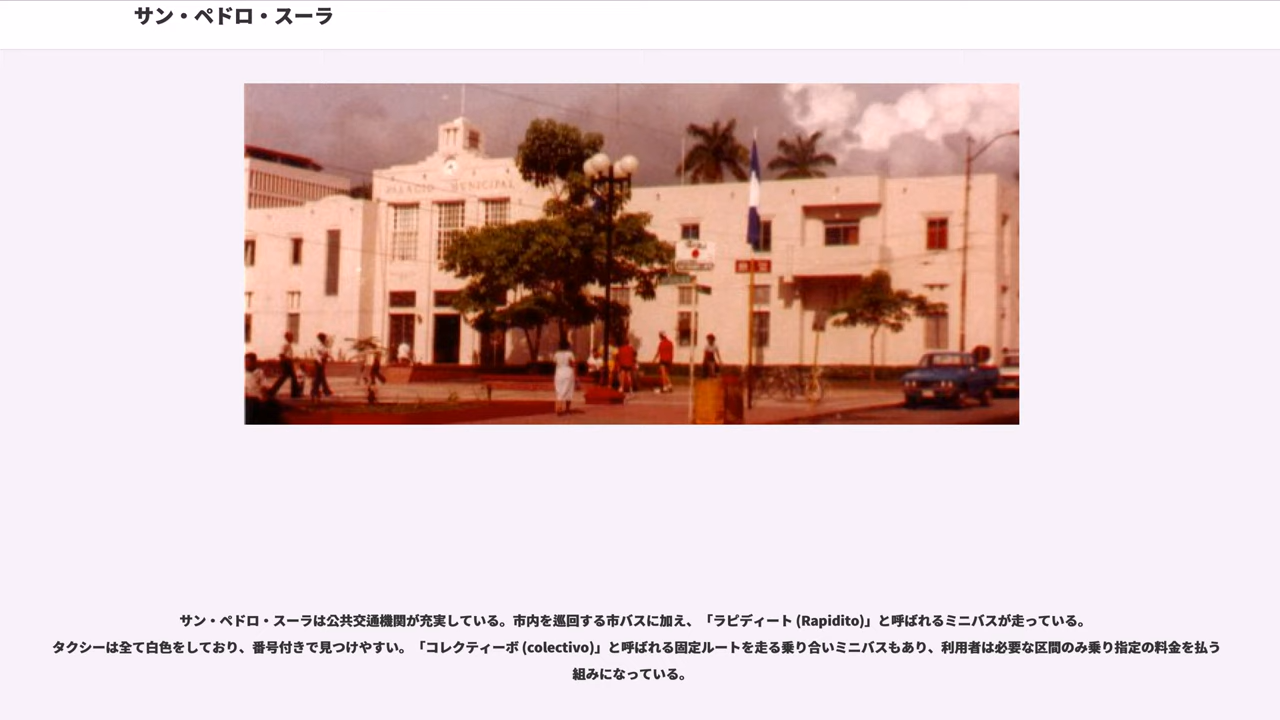 サン・ペドロ・スーラ
PALACIO MUNICIPAL
サン・ペドロ・スーラは公共交通機関が充実している。市内を巡回する市バスに加え、「ラピディート (Rapidito)」と呼ばれるミニバスが走っている。
タクシーは全て白色をしており、番号付きで見つけやすい。「コレクティーボ (colectivo)」と呼ばれる固定ルートを走る乗り合いミニバスもあり、利用者は必要な区間のみ乗り指定の料金を払う
組みになっている。